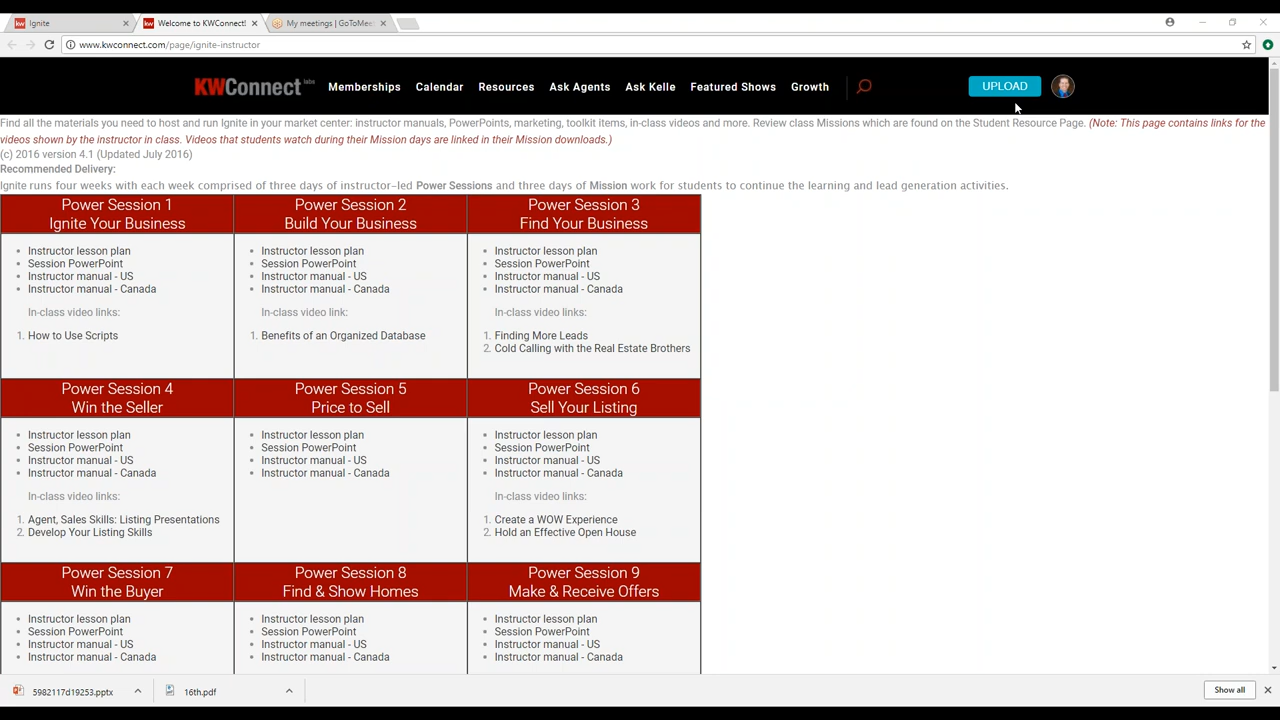 Ignite
Welcome to KWConnect!
My meetings | GoToMee
www.kwconnect.com/page/ignite-instructor
KWConnect labs
Memberships
Calendar
Resources
Ask Agents
Ask Kelle
Featured Shows
Growth
UPLOAD
Find all the materials you need to host and run Ignite in your market center: instructor manuals, PowerPoints, marketing, toolkit items, in-class videos and more. Review class Missions which are found on the Student Resource Page. (Note: This page contains links for the
videos shown by the instructor in class. Videos that students watch during their Mission days are linked in their Mission downloads.)
(c) 2016 version 4.1 (Updated July 2016)
Recommended Delivery:
Ignite runs four weeks with each week comprised of three days of instructor-led Power Sessions and three days of Mission work for students to continue the learning and lead generation activities.
Power Session 1
Ignite Your Business
Instructor lesson plan
Session PowerPoint
Instructor manual - US
Instructor manual - Canada
In-class video links:
1. How to Use Scripts
Power Session 2
Build Your Business
Instructor lesson plan
Session PowerPoint
Instructor manual - US
Instructor manual - Canada
In-class video link:
1. Benefits of an Organized Database
Power Session 3
Find Your Business
Instructor lesson plan
Session PowerPoint
Instructor manual - US
Instructor manual - Canada
In-class video links:
1. Finding More Leads
2. Cold Calling with the Real Estate Brothers
Power Session 4
Win the Seller
Instructor lesson plan
Session PowerPoint
Instructor manual - US
Instructor manual - Canada
In-class video links:
1. Agent, Sales Skills: Listing Presentations
2. Develop Your Listing Skills
Power Session 5
Price to Sell
Instructor lesson plan
Session PowerPoint
Instructor manual - US
Instructor manual - Canada
Power Session 6
Sell Your Listing
Instructor lesson plan
Session PowerPoint
Instructor manual - US
Instructor manual - Canada
In-class video links:
1. Create a WOW Experience
2. Hold an Effective Open House
Power Session 7
Win the Buyer
Instructor lesson plan
Session PowerPoint
Instructor manual - US
Instructor manual - Canada
Power Session 8
Find & Show Homes
Instructor lesson plan
Session PowerPoint
Instructor manual - US
Instructor manual - Canada
Power Session 9
Make & Receive Offers
Instructor lesson plan
Session PowerPoint
Instructor manual - US
Instructor manual - Canada
5982117d19253.pptx
16th.pdf
Show all